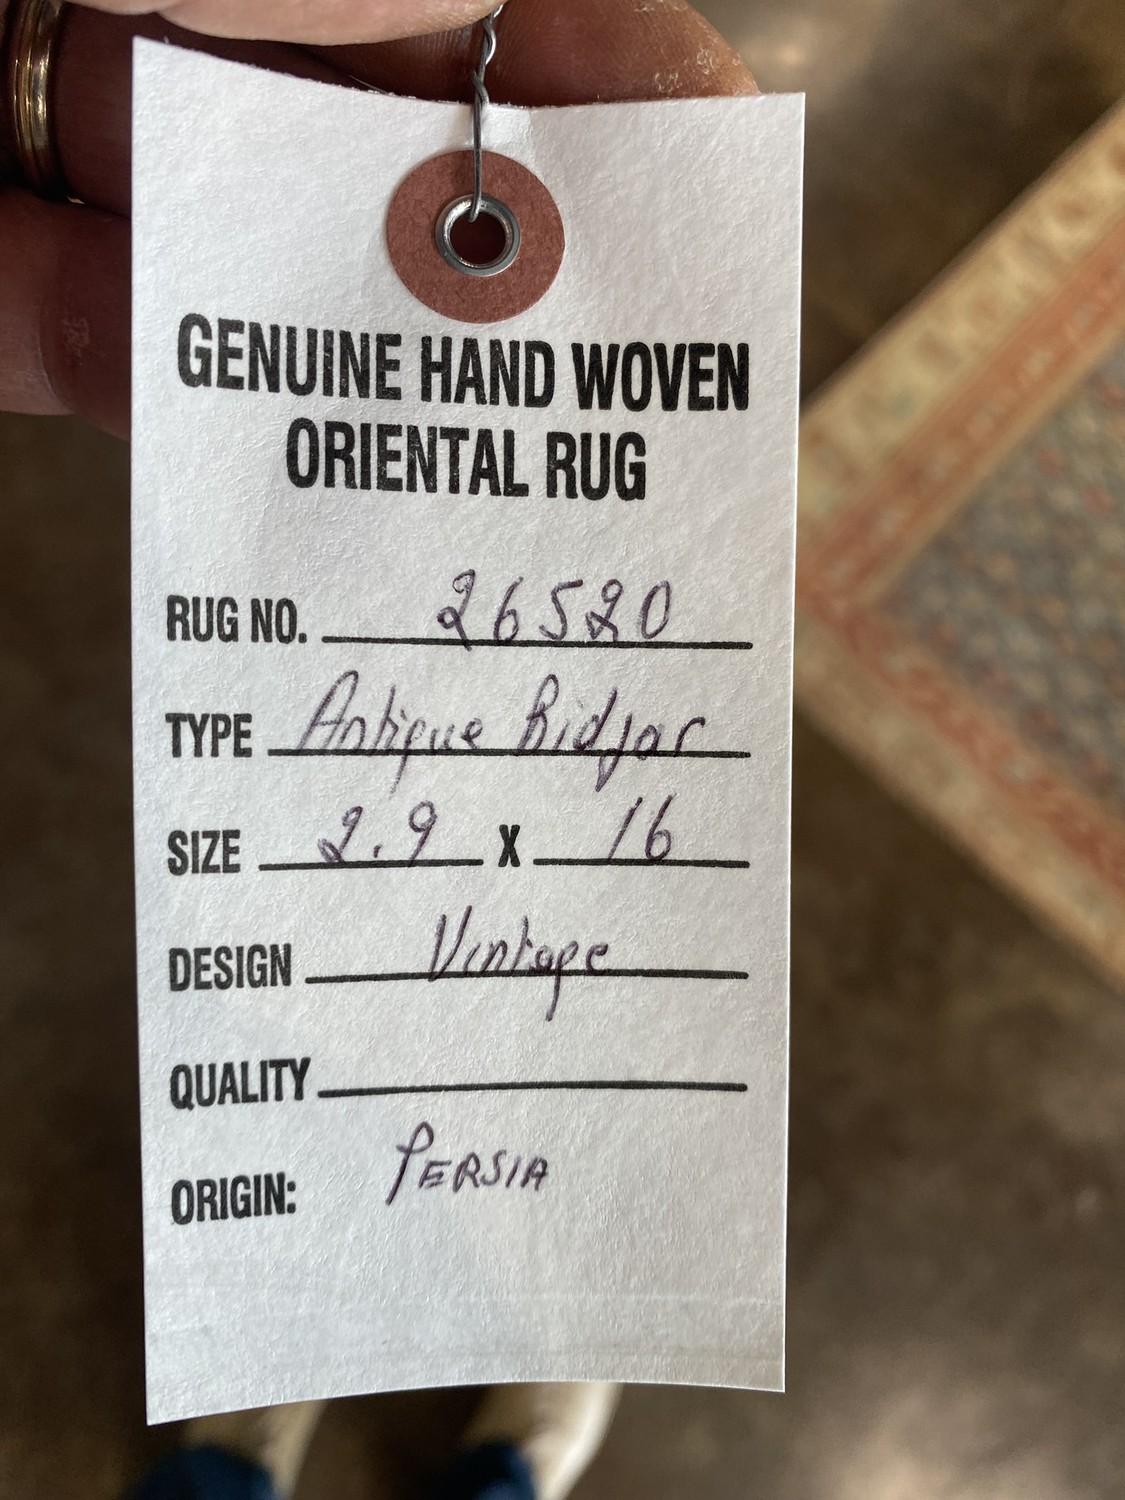 GENUINE HAND WOVEN
ORIENTAL RUG
RUG NO. 26520
TYPE Antique Bidjar
SIZE 2.9 X 16
DESIGN Vintage
QUALITY
ORIGIN: PERSIA